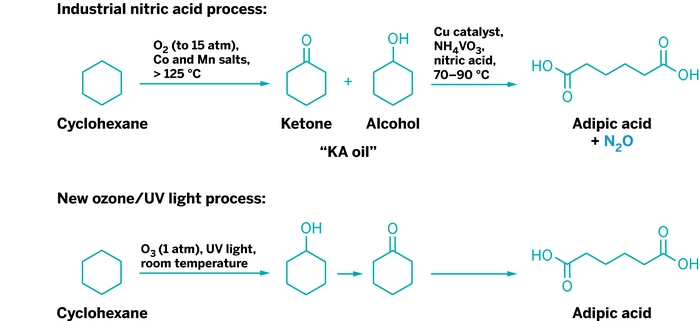 Industrial nitric acid process:
O₂ (to 15 atm),
Co and Mn salts,
> 125 °C
O
+
OH
Cu catalyst,
NH₄VO₃,
nitric acid,
70–90 °C
HO
O
O
OH
Cyclohexane
Ketone
Alcohol
Adipic acid
+ N₂O
“KA oil”
New ozone/UV light process:
O₃ (1 atm), UV light,
room temperature
OH
O
HO
O
O
OH
Cyclohexane
Adipic acid